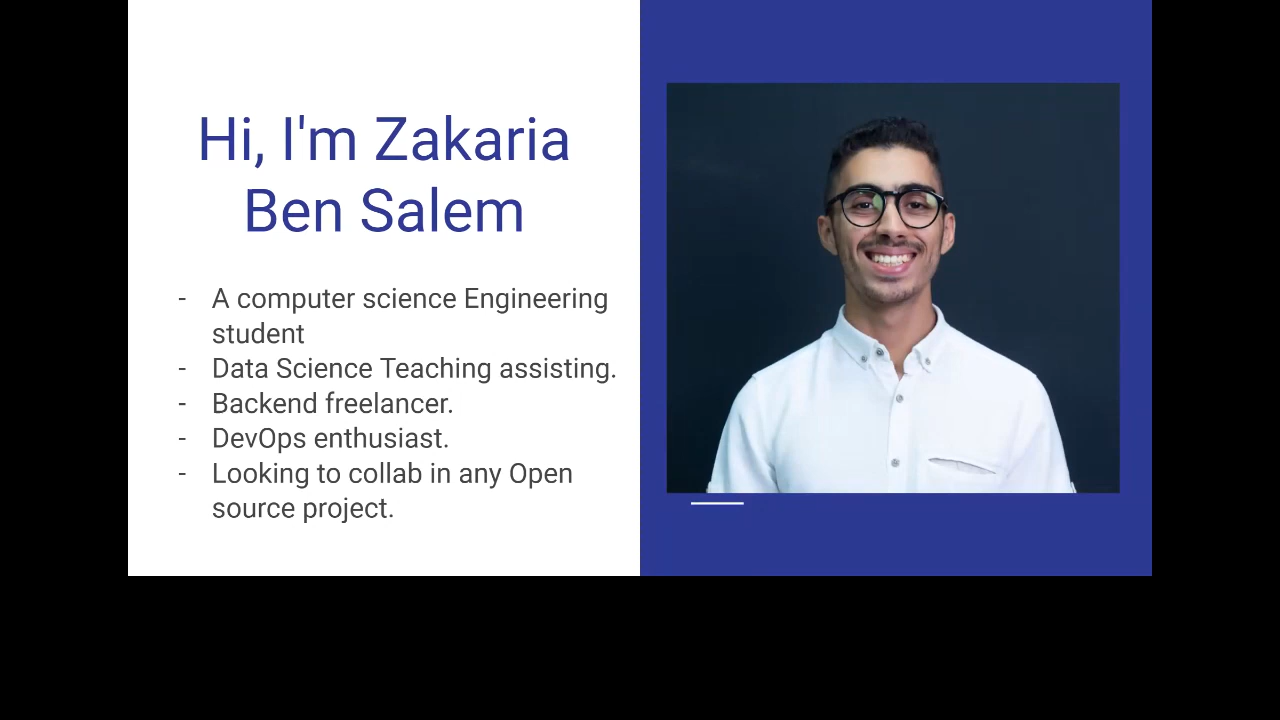 Hi, I'm Zakaria
Ben Salem
- A computer science Engineering
student
- Data Science Teaching assisting.
- Backend freelancer.
- DevOps enthusiast.
- Looking to collab in any Open
source project.